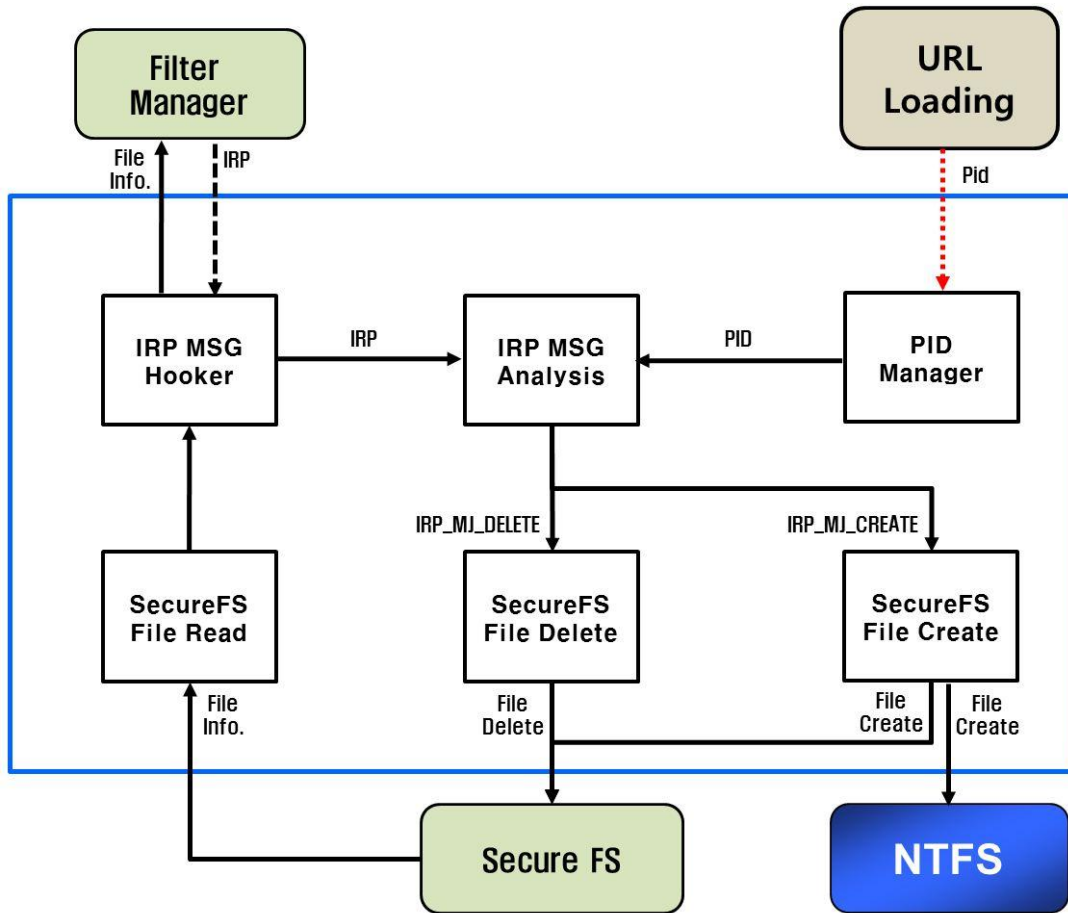 Filter
Manager
URL
Loading
File
Info.
IRP
Pid
IRP MSG
Hooker
IRP
IRP MSG
Analysis
PID
PID
Manager
IRP_MJ_DELETE
IRP_MJ_CREATE
SecureFS
File Read
SecureFS
File Delete
SecureFS
File Create
File
Info.
File
Delete
File
Create
File
Create
Secure FS
NTFS